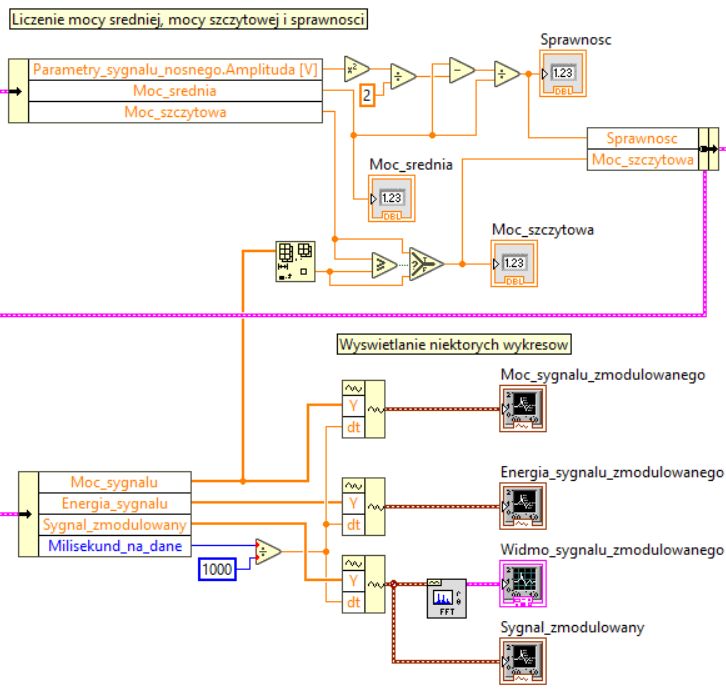 Liczenie mocy sredniej, mocy szczytowej i sprawnosci
Sprawnosc
Parametry_sygnalu_nosnego.Amplituda [V]
x²
÷
−
÷
1.23
DBL
2
Moc_srednia
Moc_szczytowa
Sprawnosc
Moc_szczytowa
Moc_srednia
1.23
DBL
Moc_szczytowa
≥
?
T
F
1.23
DBL
Wyswietlanie niektorych wykresow
Moc_sygnalu_zmodulowanego
Y
dt
Moc_sygnalu
Energia_sygnalu
Sygnal_zmodulowany
Milisekund_na_dane
1000
÷
Energia_sygnalu_zmodulowanego
Y
dt
Widmo_sygnalu_zmodulowanego
Y
dt
FFT
Sygnal_zmodulowany